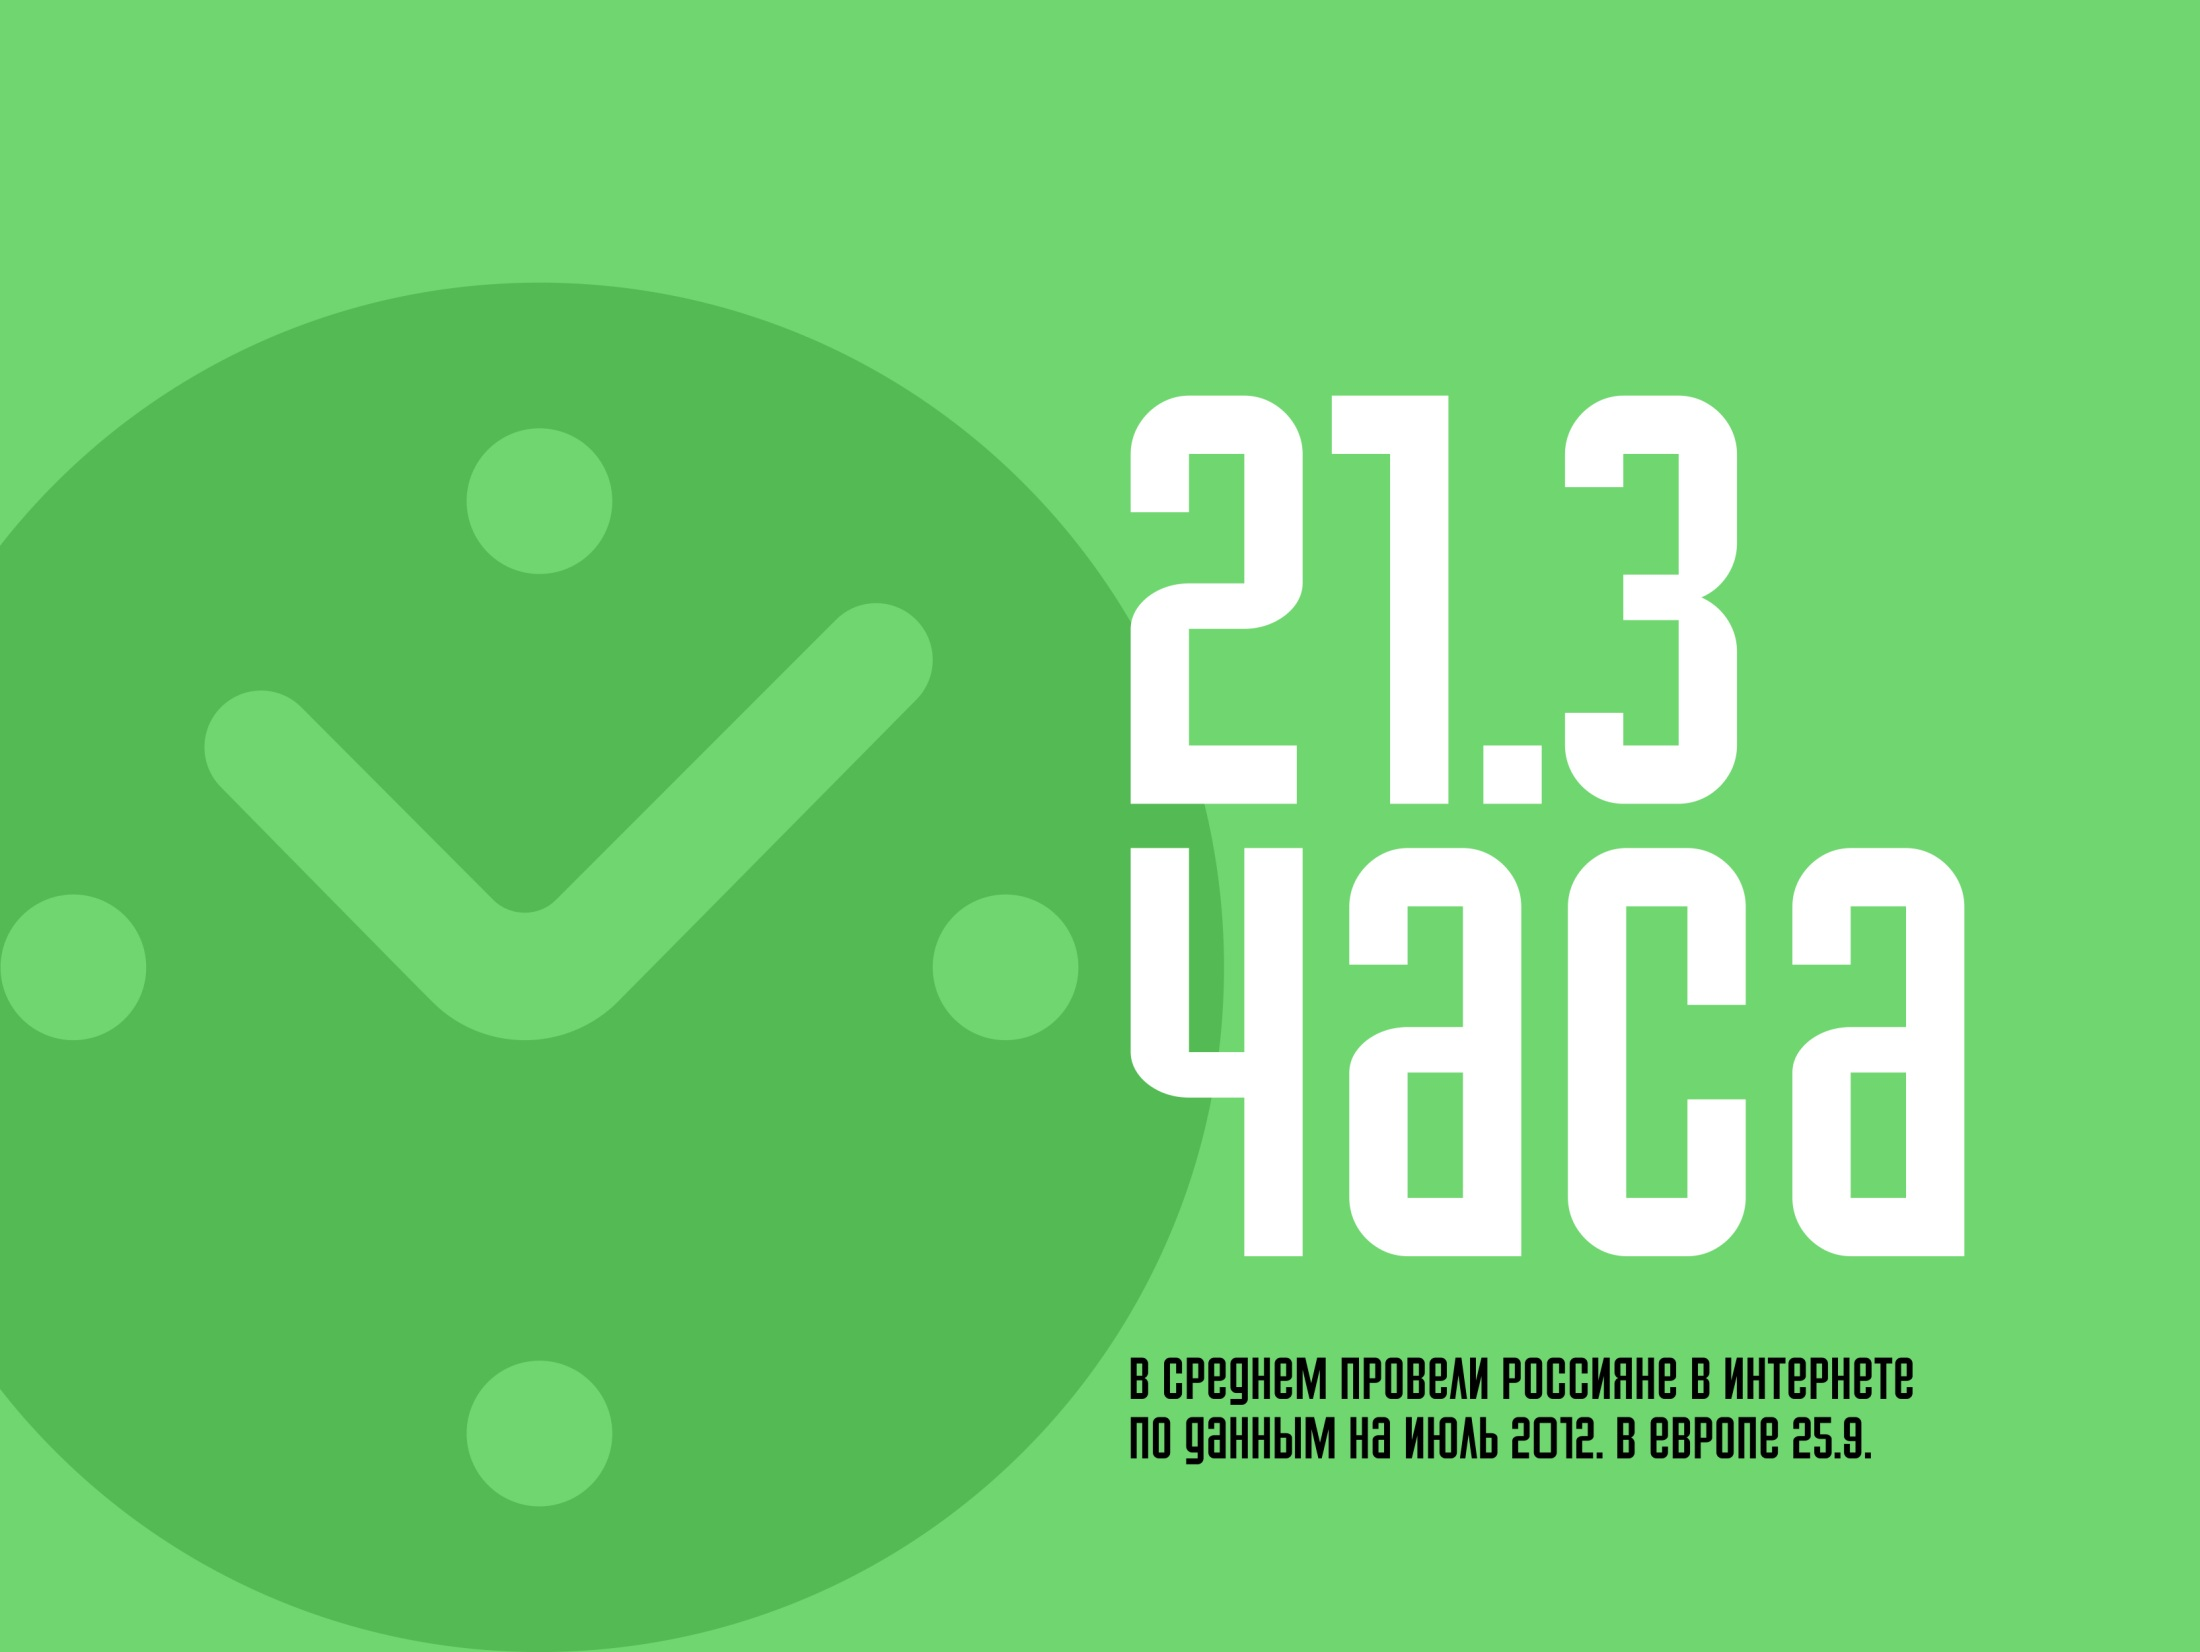 21.3
часа
в среднем провели россияне в интернете
по данным на июль 2012. в европе 25.9.